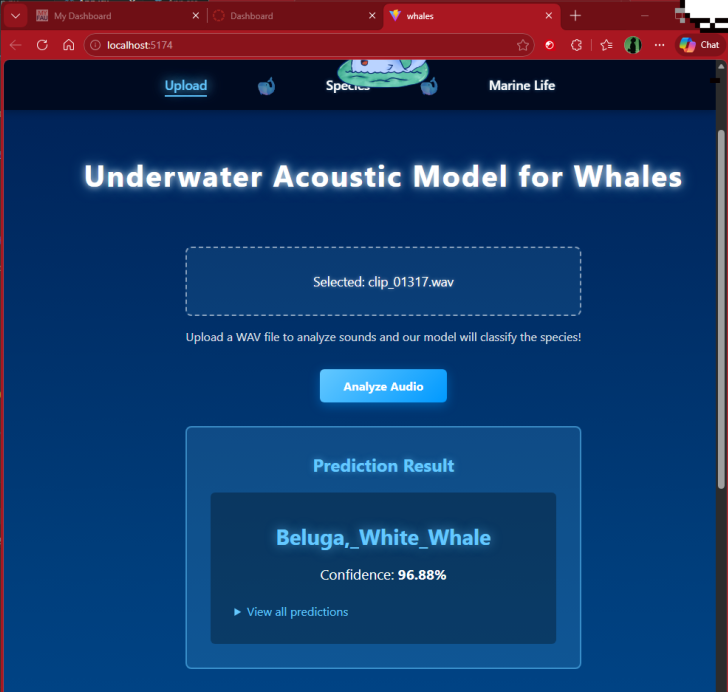 My Dashboard
Dashboard
whales
localhost:5174
Chat
Upload
Species
Marine Life
Underwater Acoustic Model for Whales
Selected: clip_01317.wav
Upload a WAV file to analyze sounds and our model will classify the species!
Analyze Audio
Prediction Result
Beluga,_White_Whale
Confidence: 96.88%
▶ View all predictions